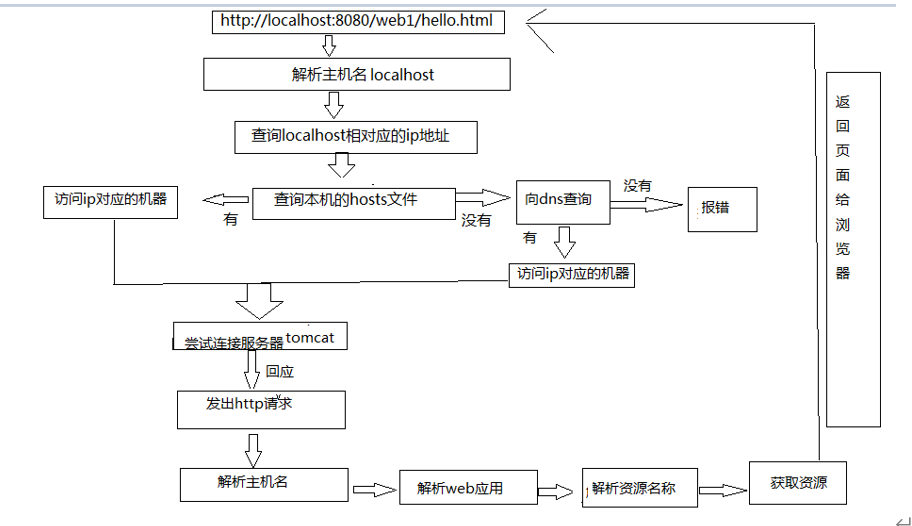 http://localhost:8080/web1/hello.html
解析主机名 localhost
查询localhost相对应的ip地址
访问ip对应的机器
有
查询本机的hosts文件
没有
向dns查询
没有
报错
有
访问ip对应的机器
尝试连接服务器tomcat
回应
发出http请求
解析主机名
解析web应用
解析资源名称
获取资源
返
回
页
面
给
浏
览
器